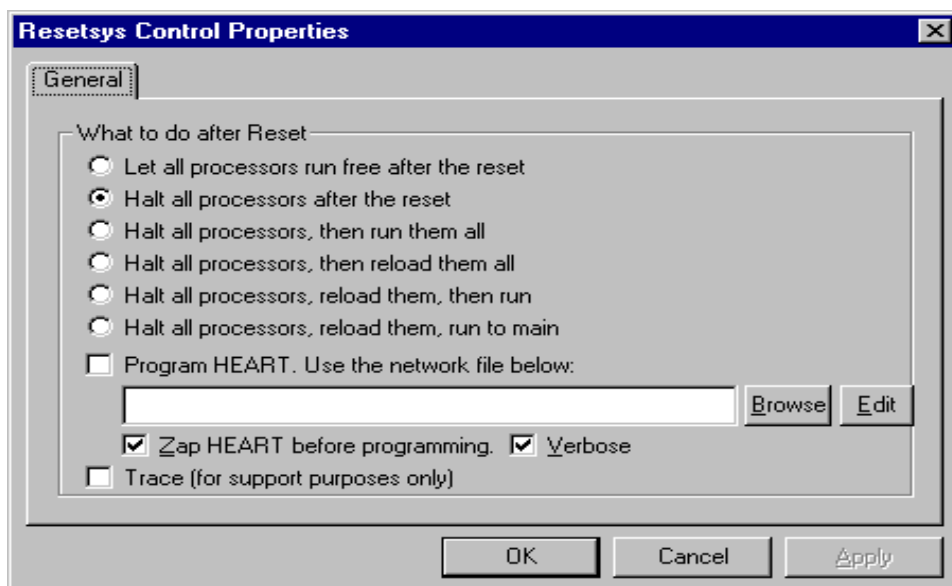 Resetsys Control Properties
General
What to do after Reset
Let all processors run free after the reset
Halt all processors after the reset
Halt all processors, then run them all
Halt all processors, then reload them all
Halt all processors, reload them, then run
Halt all processors, reload them, run to main
Program HEART. Use the network file below:
Browse Edit
Zap HEART before programming. Verbose
Trace (for support purposes only)
OK Cancel Apply